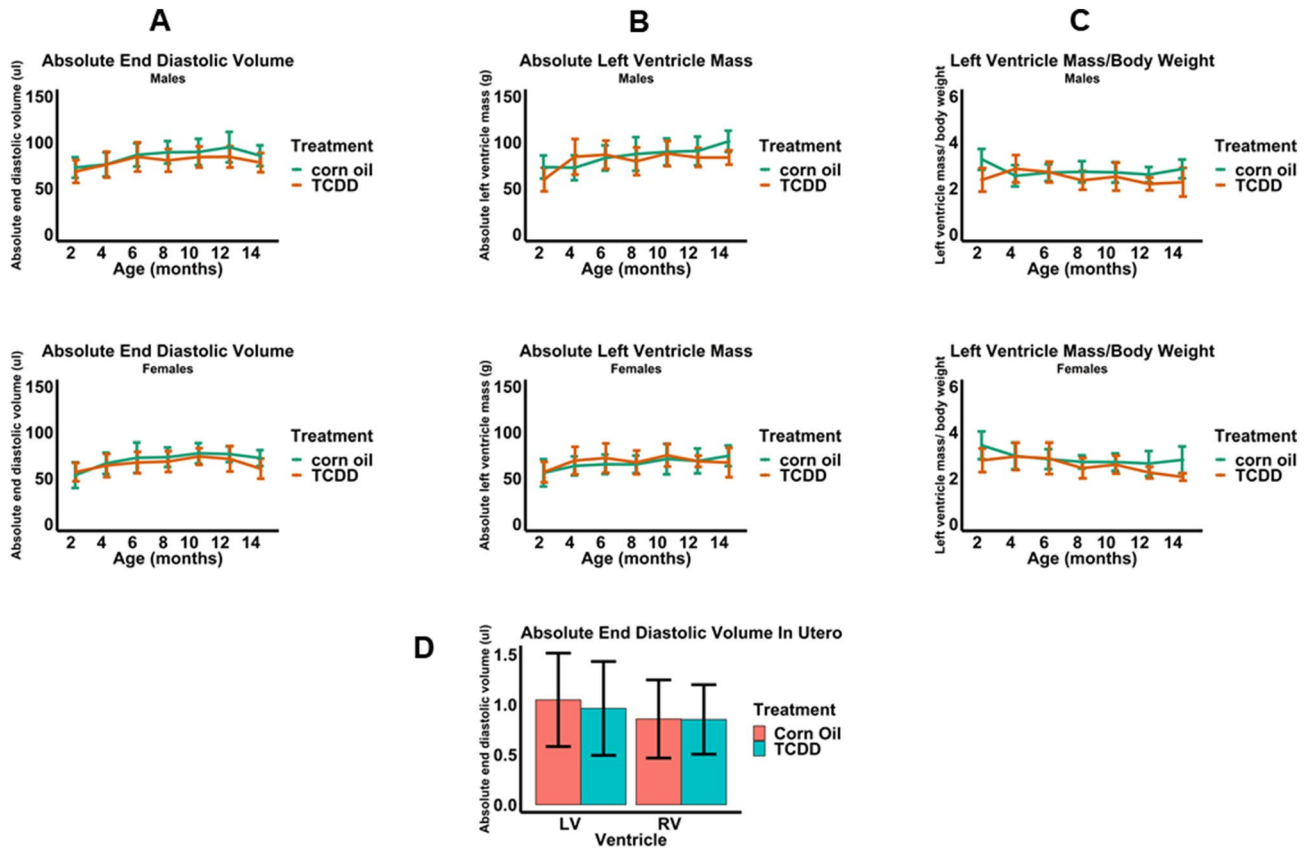 A
B
C
Absolute End Diastolic Volume
Males
Absolute end diastolic volume (ul)
150
100
50
0
2 4 6 8 10 12 14
Age (months)
Treatment
corn oil
TCDD
Absolute Left Ventricle Mass
Males
Absolute left ventricle mass (g)
150
100
50
0
2 4 6 8 10 12 14
Age (months)
Treatment
corn oil
TCDD
Left Ventricle Mass/Body Weight
Males
Left ventricle mass/ body weight
6
4
2
0
2 4 6 8 10 12 14
Age (months)
Treatment
corn oil
TCDD
Absolute End Diastolic Volume
Females
Absolute end diastolic volume (ul)
150
100
50
0
2 4 6 8 10 12 14
Age (months)
Treatment
corn oil
TCDD
Absolute Left Ventricle Mass
Females
Absolute left ventricle mass (g)
150
100
50
0
2 4 6 8 10 12 14
Age (months)
Treatment
corn oil
TCDD
Left Ventricle Mass/Body Weight
Females
Left ventricle mass/ body weight
6
4
2
0
2 4 6 8 10 12 14
Age (months)
Treatment
corn oil
TCDD
D
Absolute End Diastolic Volume In Utero
Absolute end diastolic volume (ul)
1.5
1.0
0.5
0.0
LV RV
Ventricle
Treatment
Corn Oil
TCDD